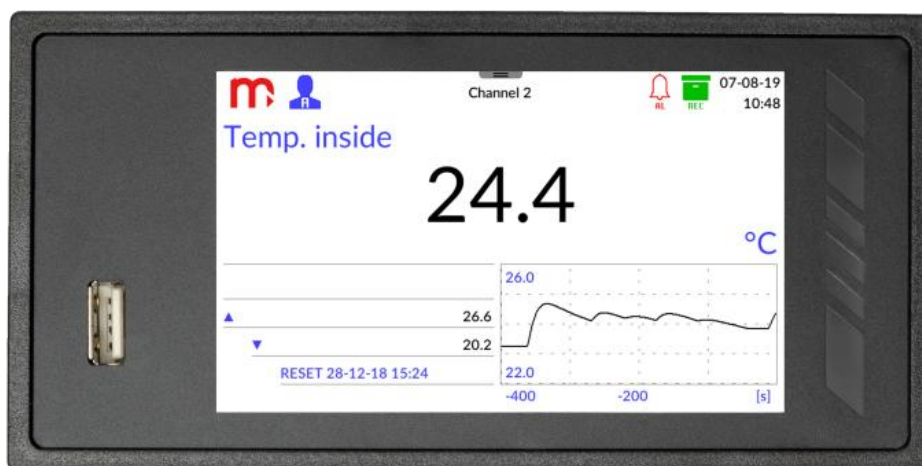 m
A
Channel 2
AL
REC
07-08-19
10:48
Temp. inside
24.4
°C
▲ 26.6
▼ 20.2
RESET 28-12-18 15:24
26.0
22.0
-400 -200 [s]